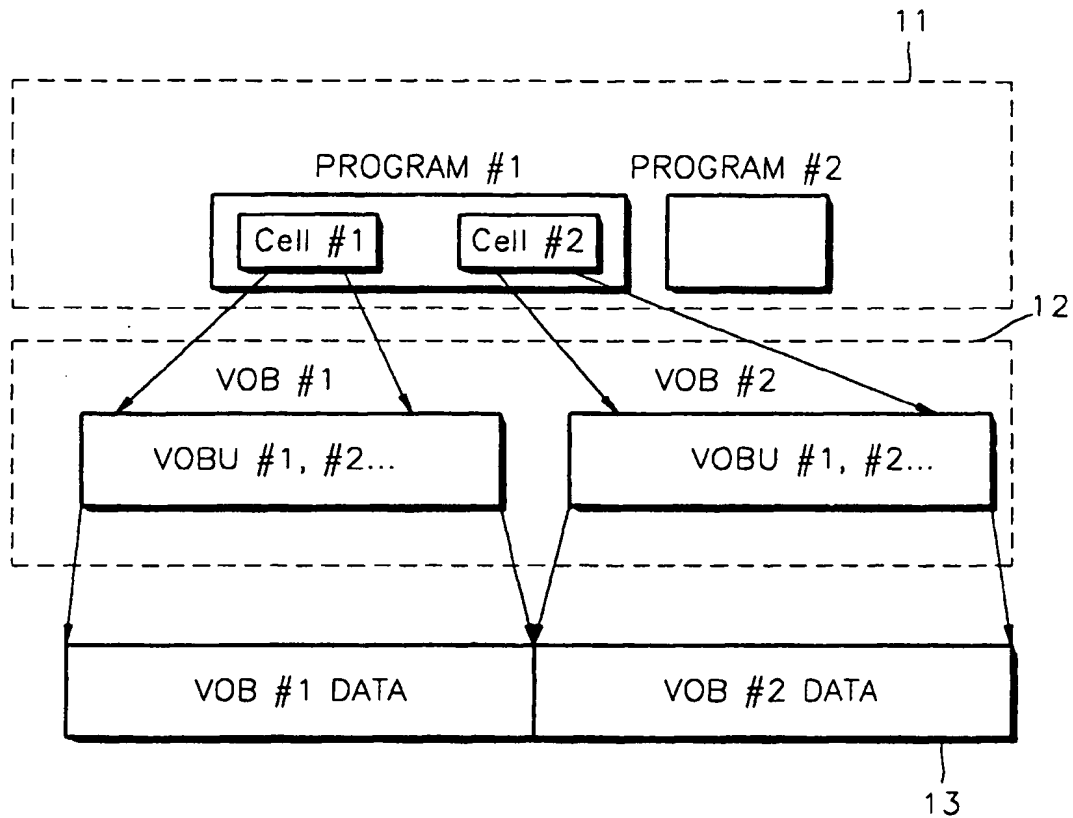 11
PROGRAM #1 PROGRAM #2
Cell #1 Cell #2
12
VOB #1 VOB #2
VOBU #1, #2... VOBU #1, #2...
VOB #1 DATA VOB #2 DATA
13